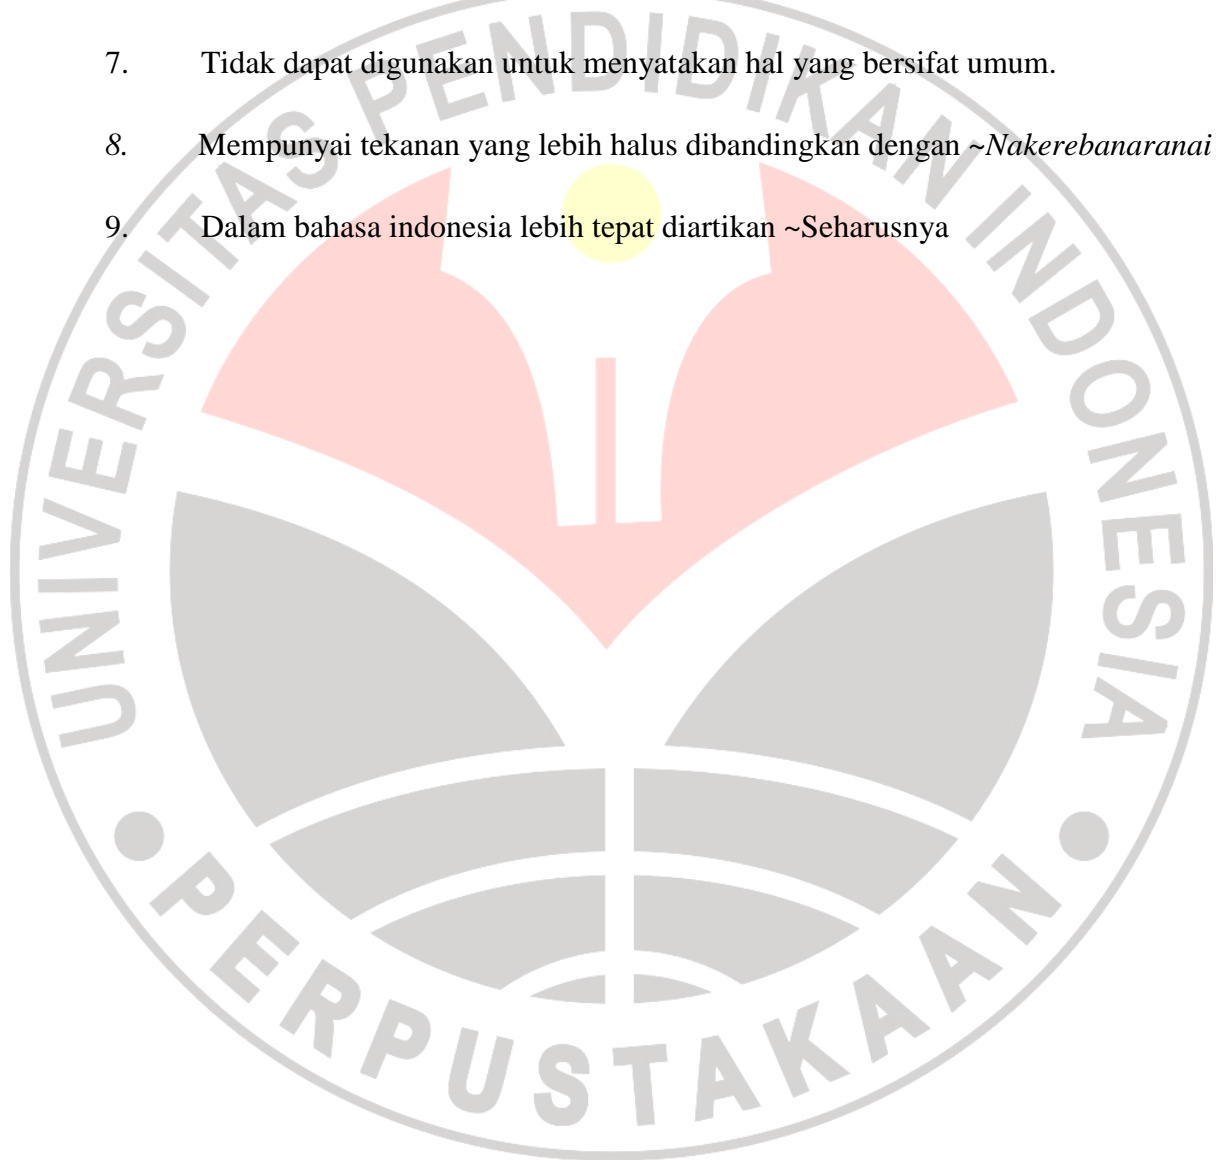 7. Tidak dapat digunakan untuk menyatakan hal yang bersifat umum.
8. Mempunyai tekanan yang lebih halus dibandingkan dengan ~Nakerebanaranai
9. Dalam bahasa indonesia lebih tepat diartikan ~Seharusnya
UNIVERSITAS PENDIDIKAN INDONESIA
PERPUSTAKAAN